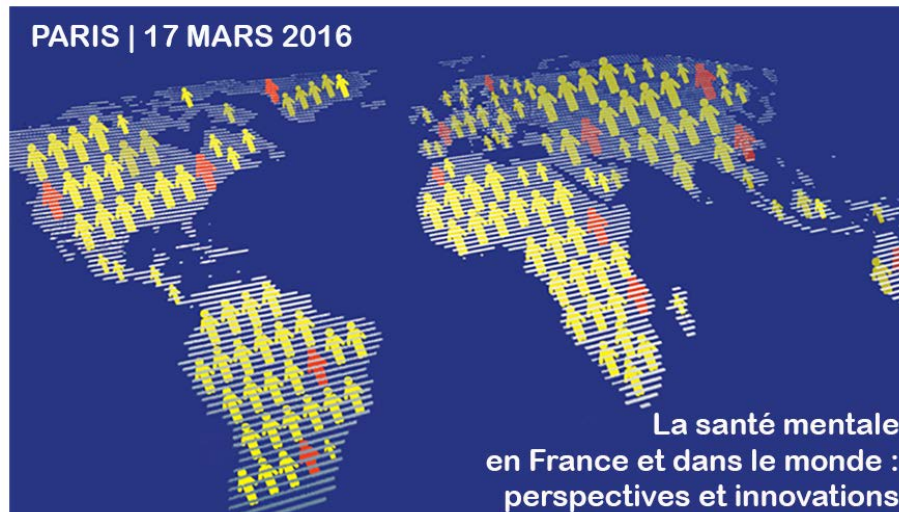 PARIS | 17 MARS 2016
La santé mentale
en France et dans le monde :
perspectives et innovations